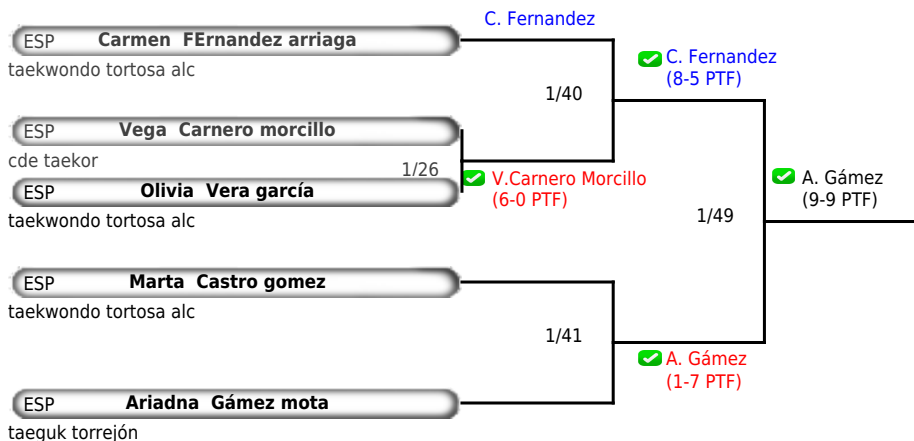 C. Fernandez
ESP Carmen FErnandez arriaga
taekwondo tortosa alc
C. Fernandez
(8-5 PTF)
1/40
ESP Vega Carnero morcillo
cde taekor
1/26
V.Carnero Morcillo
(6-0 PTF)
ESP Olivia Vera garcía
taekwondo tortosa alc
A. Gámez
(9-9 PTF)
1/49
ESP Marta Castro gomez
taekwondo tortosa alc
1/41
A. Gámez
(1-7 PTF)
ESP Ariadna Gámez mota
taeguk torrejón